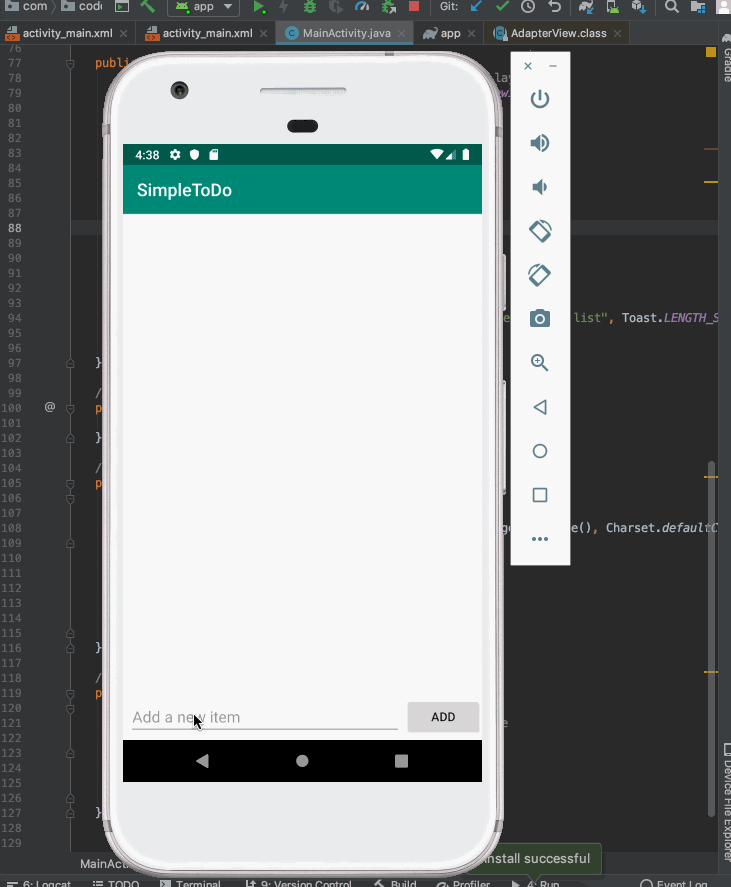 com
code
app
Git:
activity_main.xml
activity_main.xml
MainActivity.java
app
AdapterView.class
76
77 publi
78
79
80
81
82
83
84
85
86
87
88
89
90
91
92
93
94 list", Toast.LENGTH_S
95
96
97 }
98
99 /
100 @ p
101
102 }
103
104 /
105 p
106
107
108 e(), Charset.defaultC
109
110
111
112
113
114
115
116 }
117
118 /
119 p
120
121
122
123
124
125
126
127 }
128
129
4:38
SimpleToDo
Add a new item
ADD
Gradle
Device File Explorer
MainActi
Install successful
6: Logcat
TODO
Terminal
9: Version Control
Build
Profiler
4: Run
Event Log